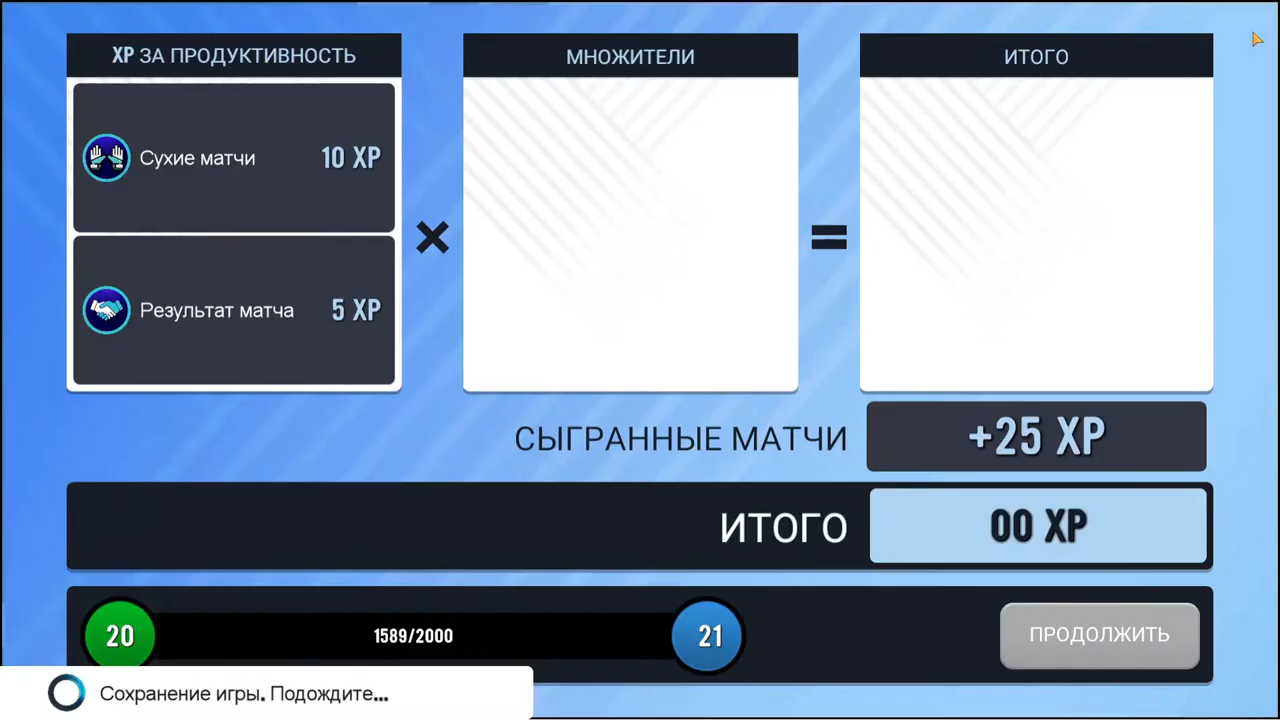 XP ЗА ПРОДУКТИВНОСТЬ
Сухие матчи 10 XP
Результат матча 5 XP
МНОЖИТЕЛИ
ИТОГО
СЫГРАННЫЕ МАТЧИ +25 XP
ИТОГО 00 XP
20 1589/2000 21
ПРОДОЛЖИТЬ
Сохранение игры. Подождите...